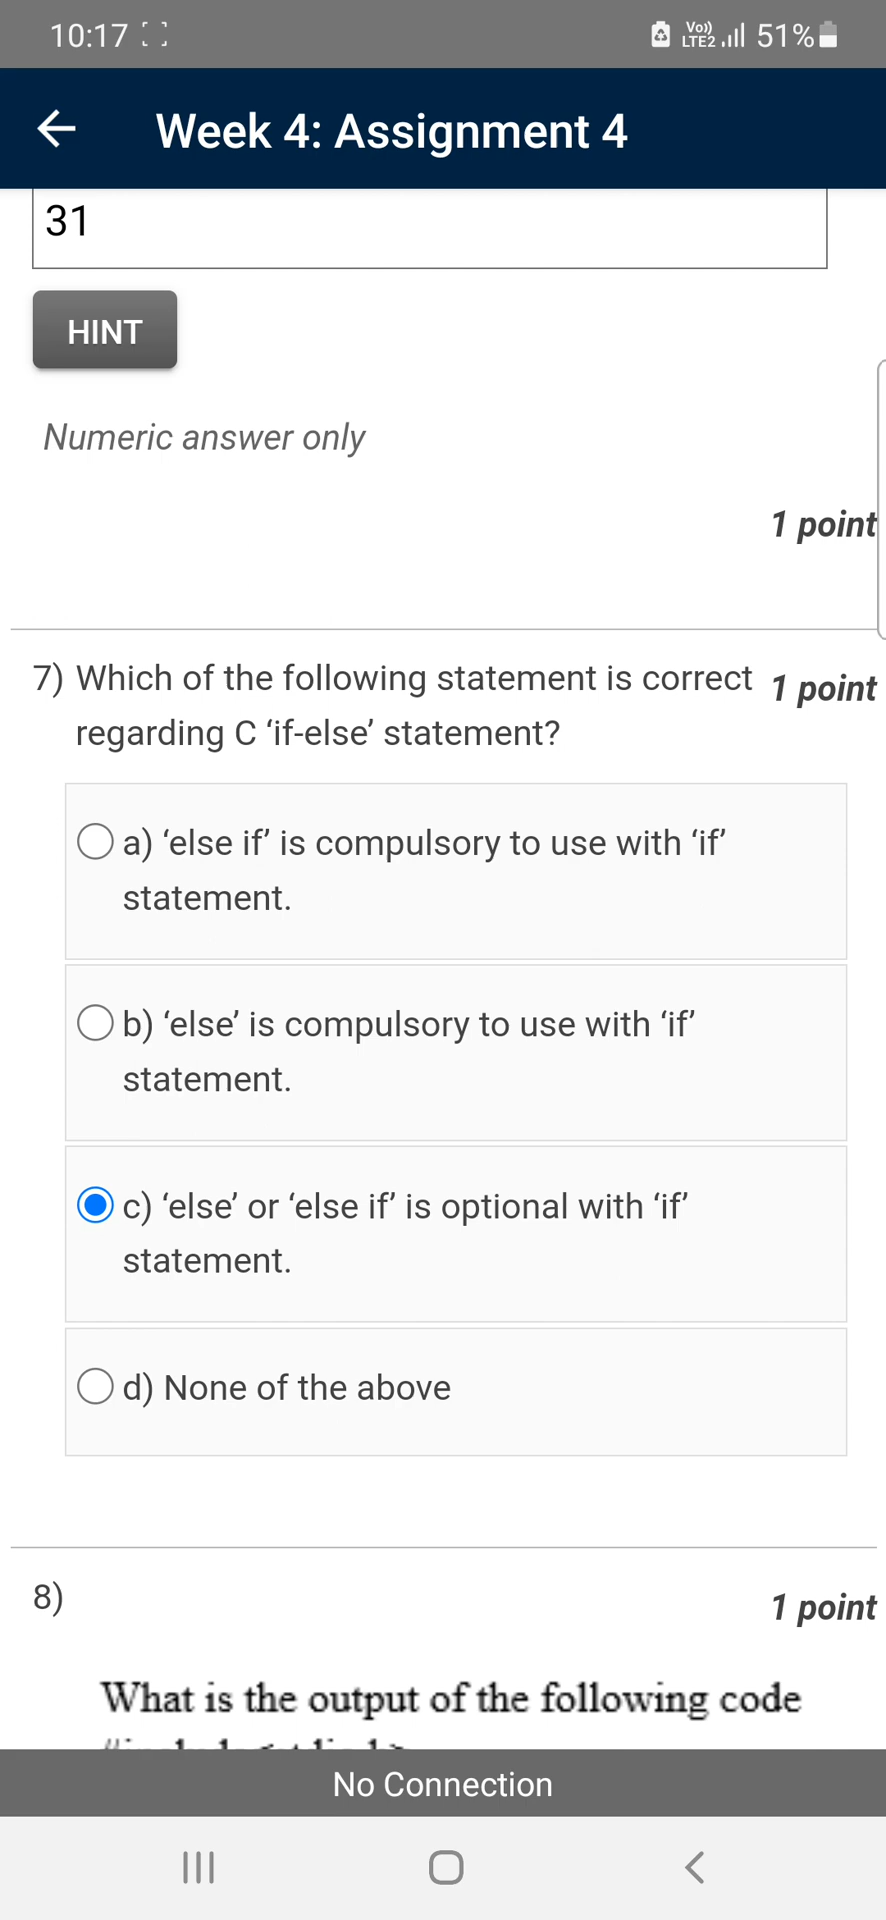 10:17
Vo)) LTE2 51%
Week 4: Assignment 4
31
HINT
Numeric answer only
1 point
7) Which of the following statement is correct 1 point
regarding C ‘if-else’ statement?
a) ‘else if’ is compulsory to use with ‘if’
statement.
b) ‘else’ is compulsory to use with ‘if’
statement.
c) ‘else’ or ‘else if’ is optional with ‘if’
statement.
d) None of the above
8)
1 point
What is the output of the following code
No Connection